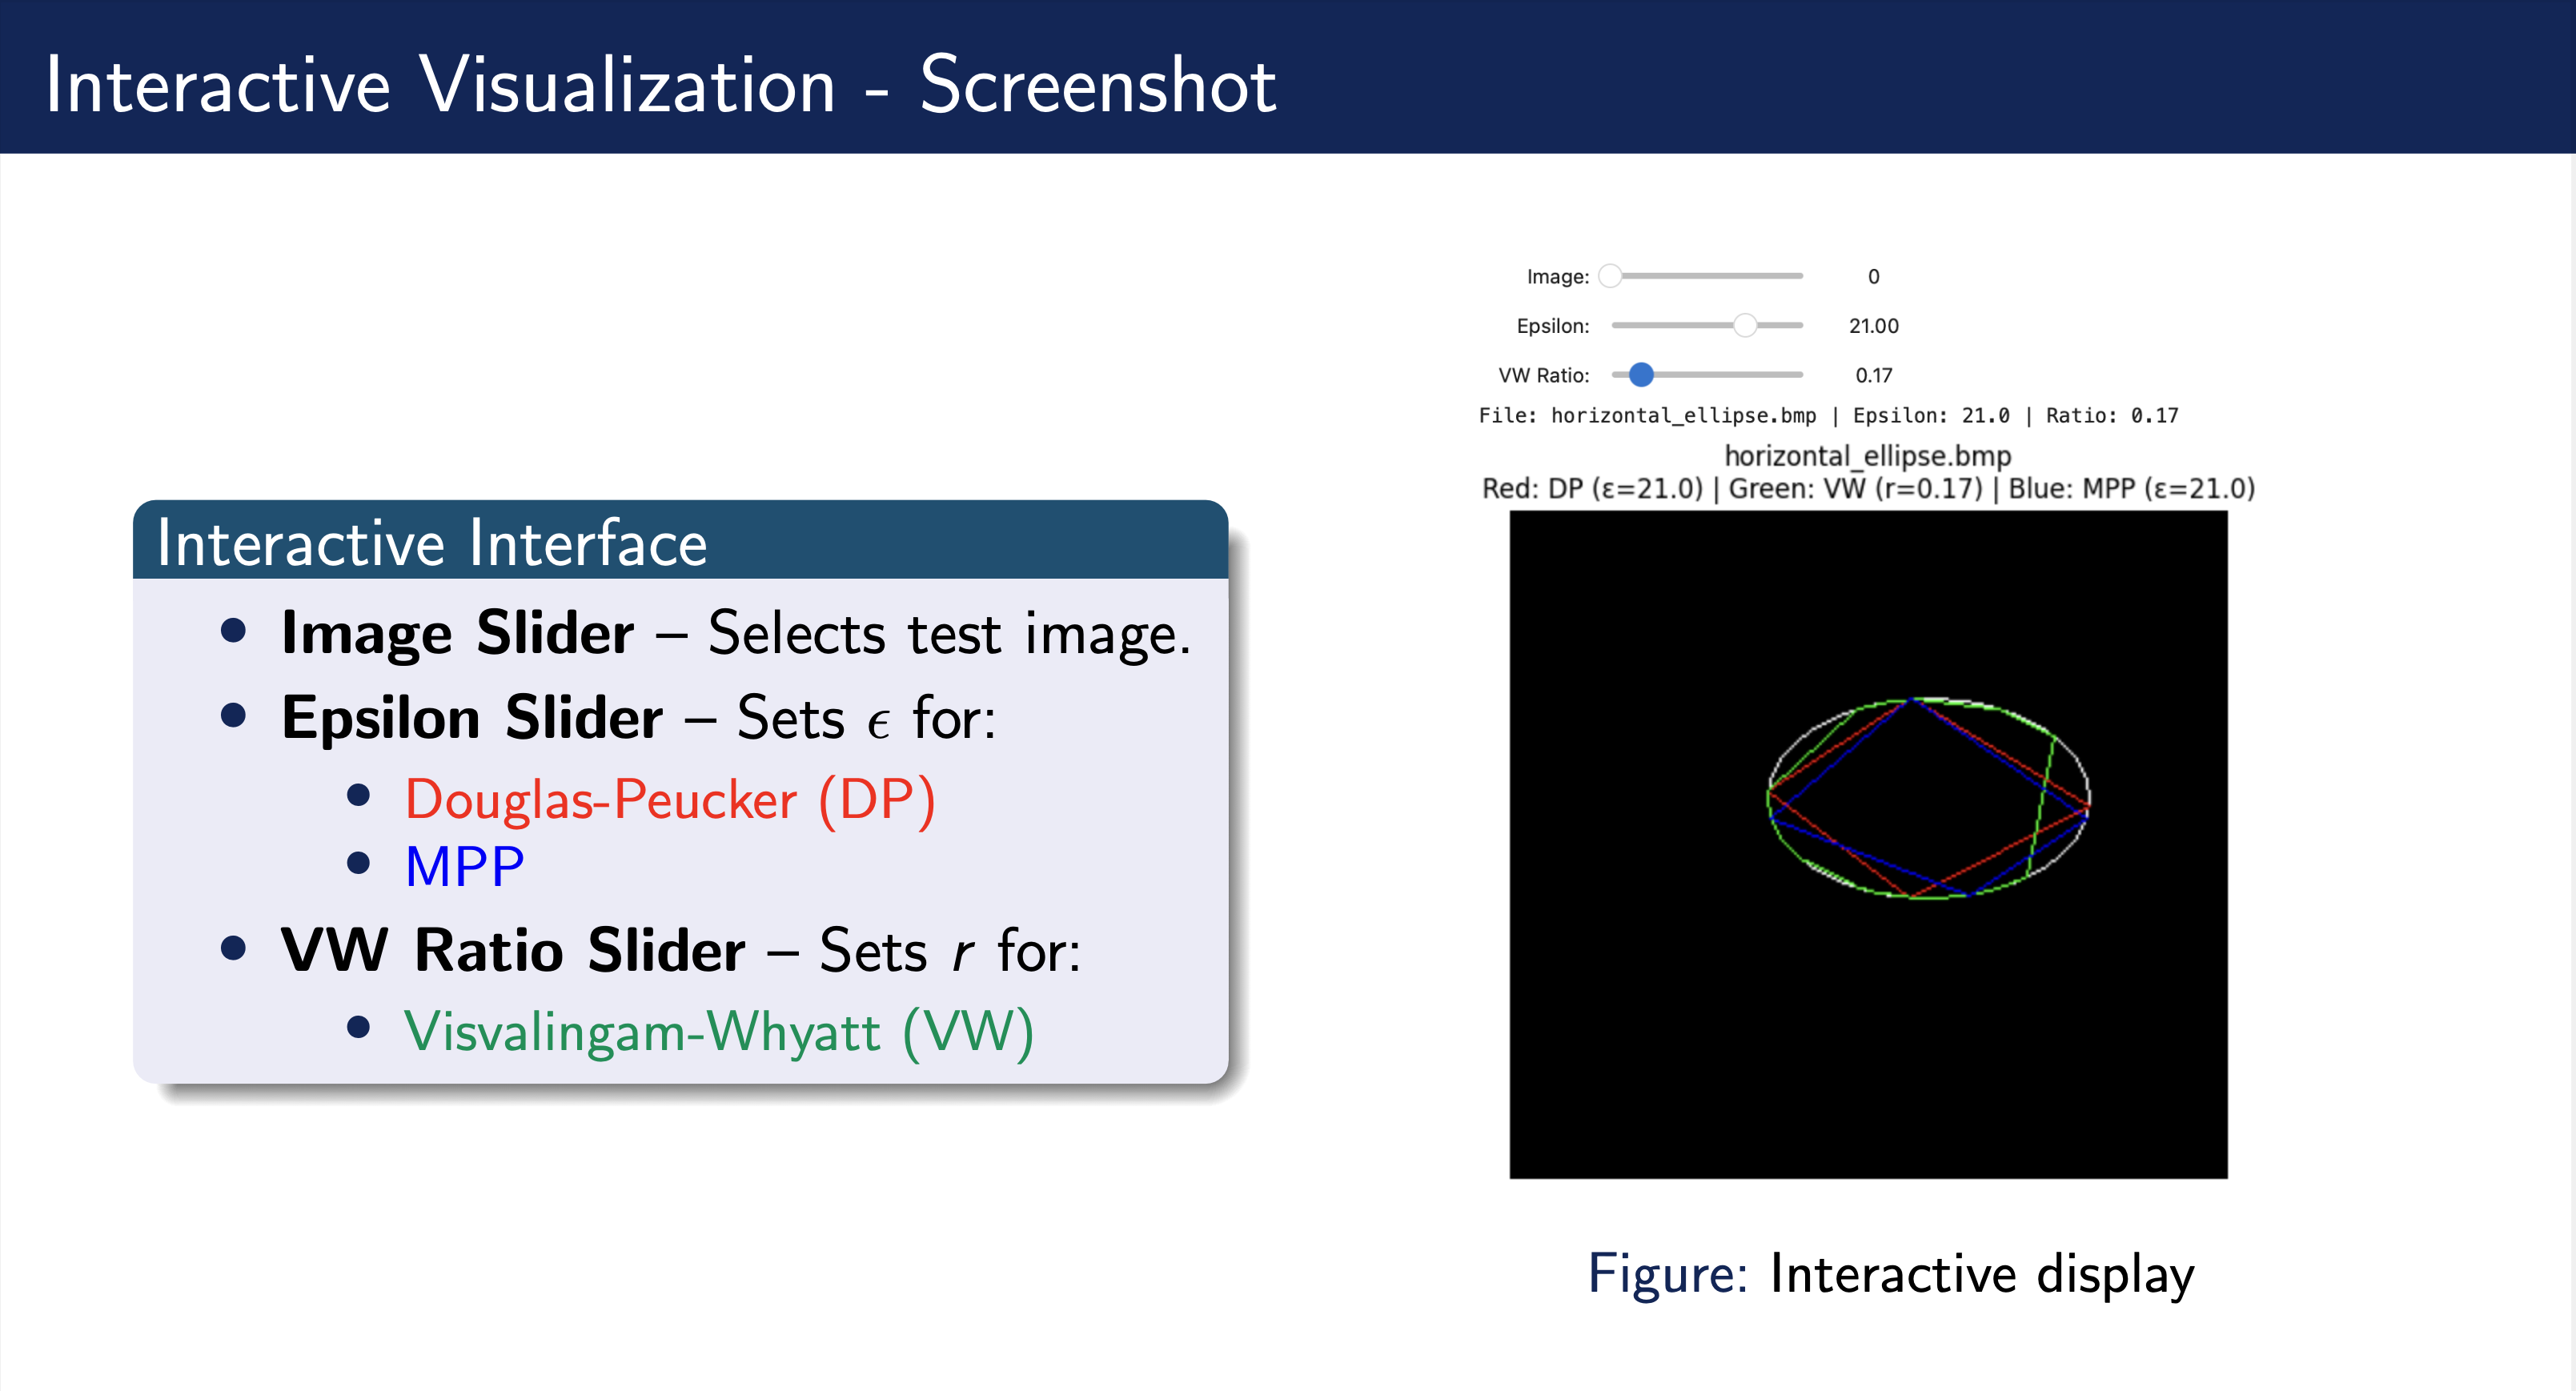 Interactive Visualization - Screenshot
Interactive Interface
• Image Slider – Selects test image.
• Epsilon Slider – Sets ϵ for:
• Douglas-Peucker (DP)
• MPP
• VW Ratio Slider – Sets r for:
• Visvalingam-Whyatt (VW)
Image: 0
Epsilon: 21.00
VW Ratio: 0.17
File: horizontal_ellipse.bmp | Epsilon: 21.0 | Ratio: 0.17
horizontal_ellipse.bmp
Red: DP (ε=21.0) | Green: VW (r=0.17) | Blue: MPP (ε=21.0)
Figure: Interactive display